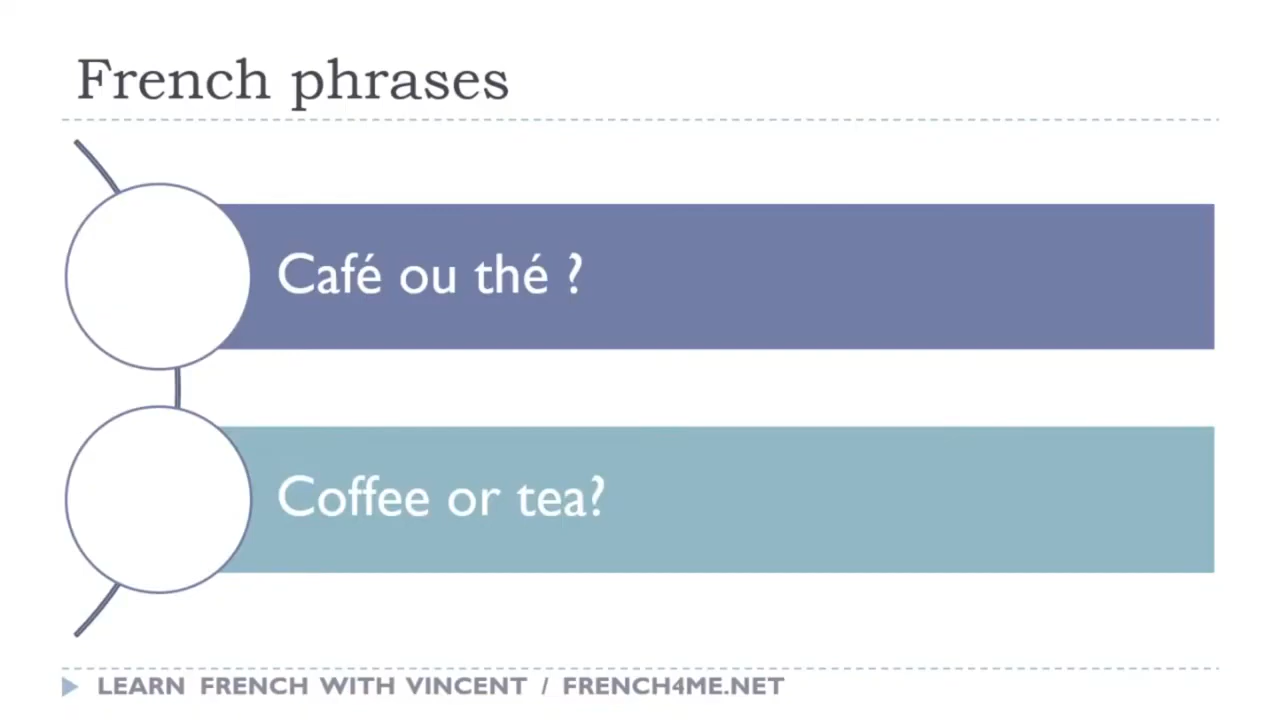 French phrases
Café ou thé ?
Coffee or tea?
LEARN FRENCH WITH VINCENT / FRENCH4ME.NET